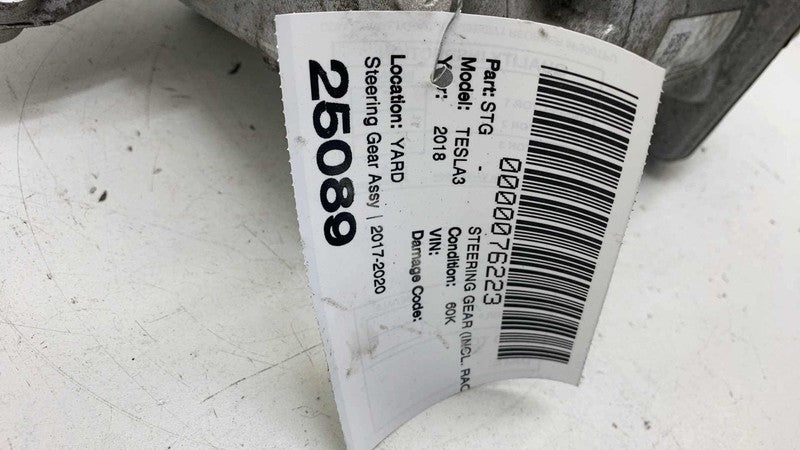 0000076223
Part: STG - STEERING GEAR (INCL. RAC
Model: TESLA3 Condition: 60K
2018 VIN:
Damage Code:
Location: YARD
Steering Gear Assy | 2017-2020
25089